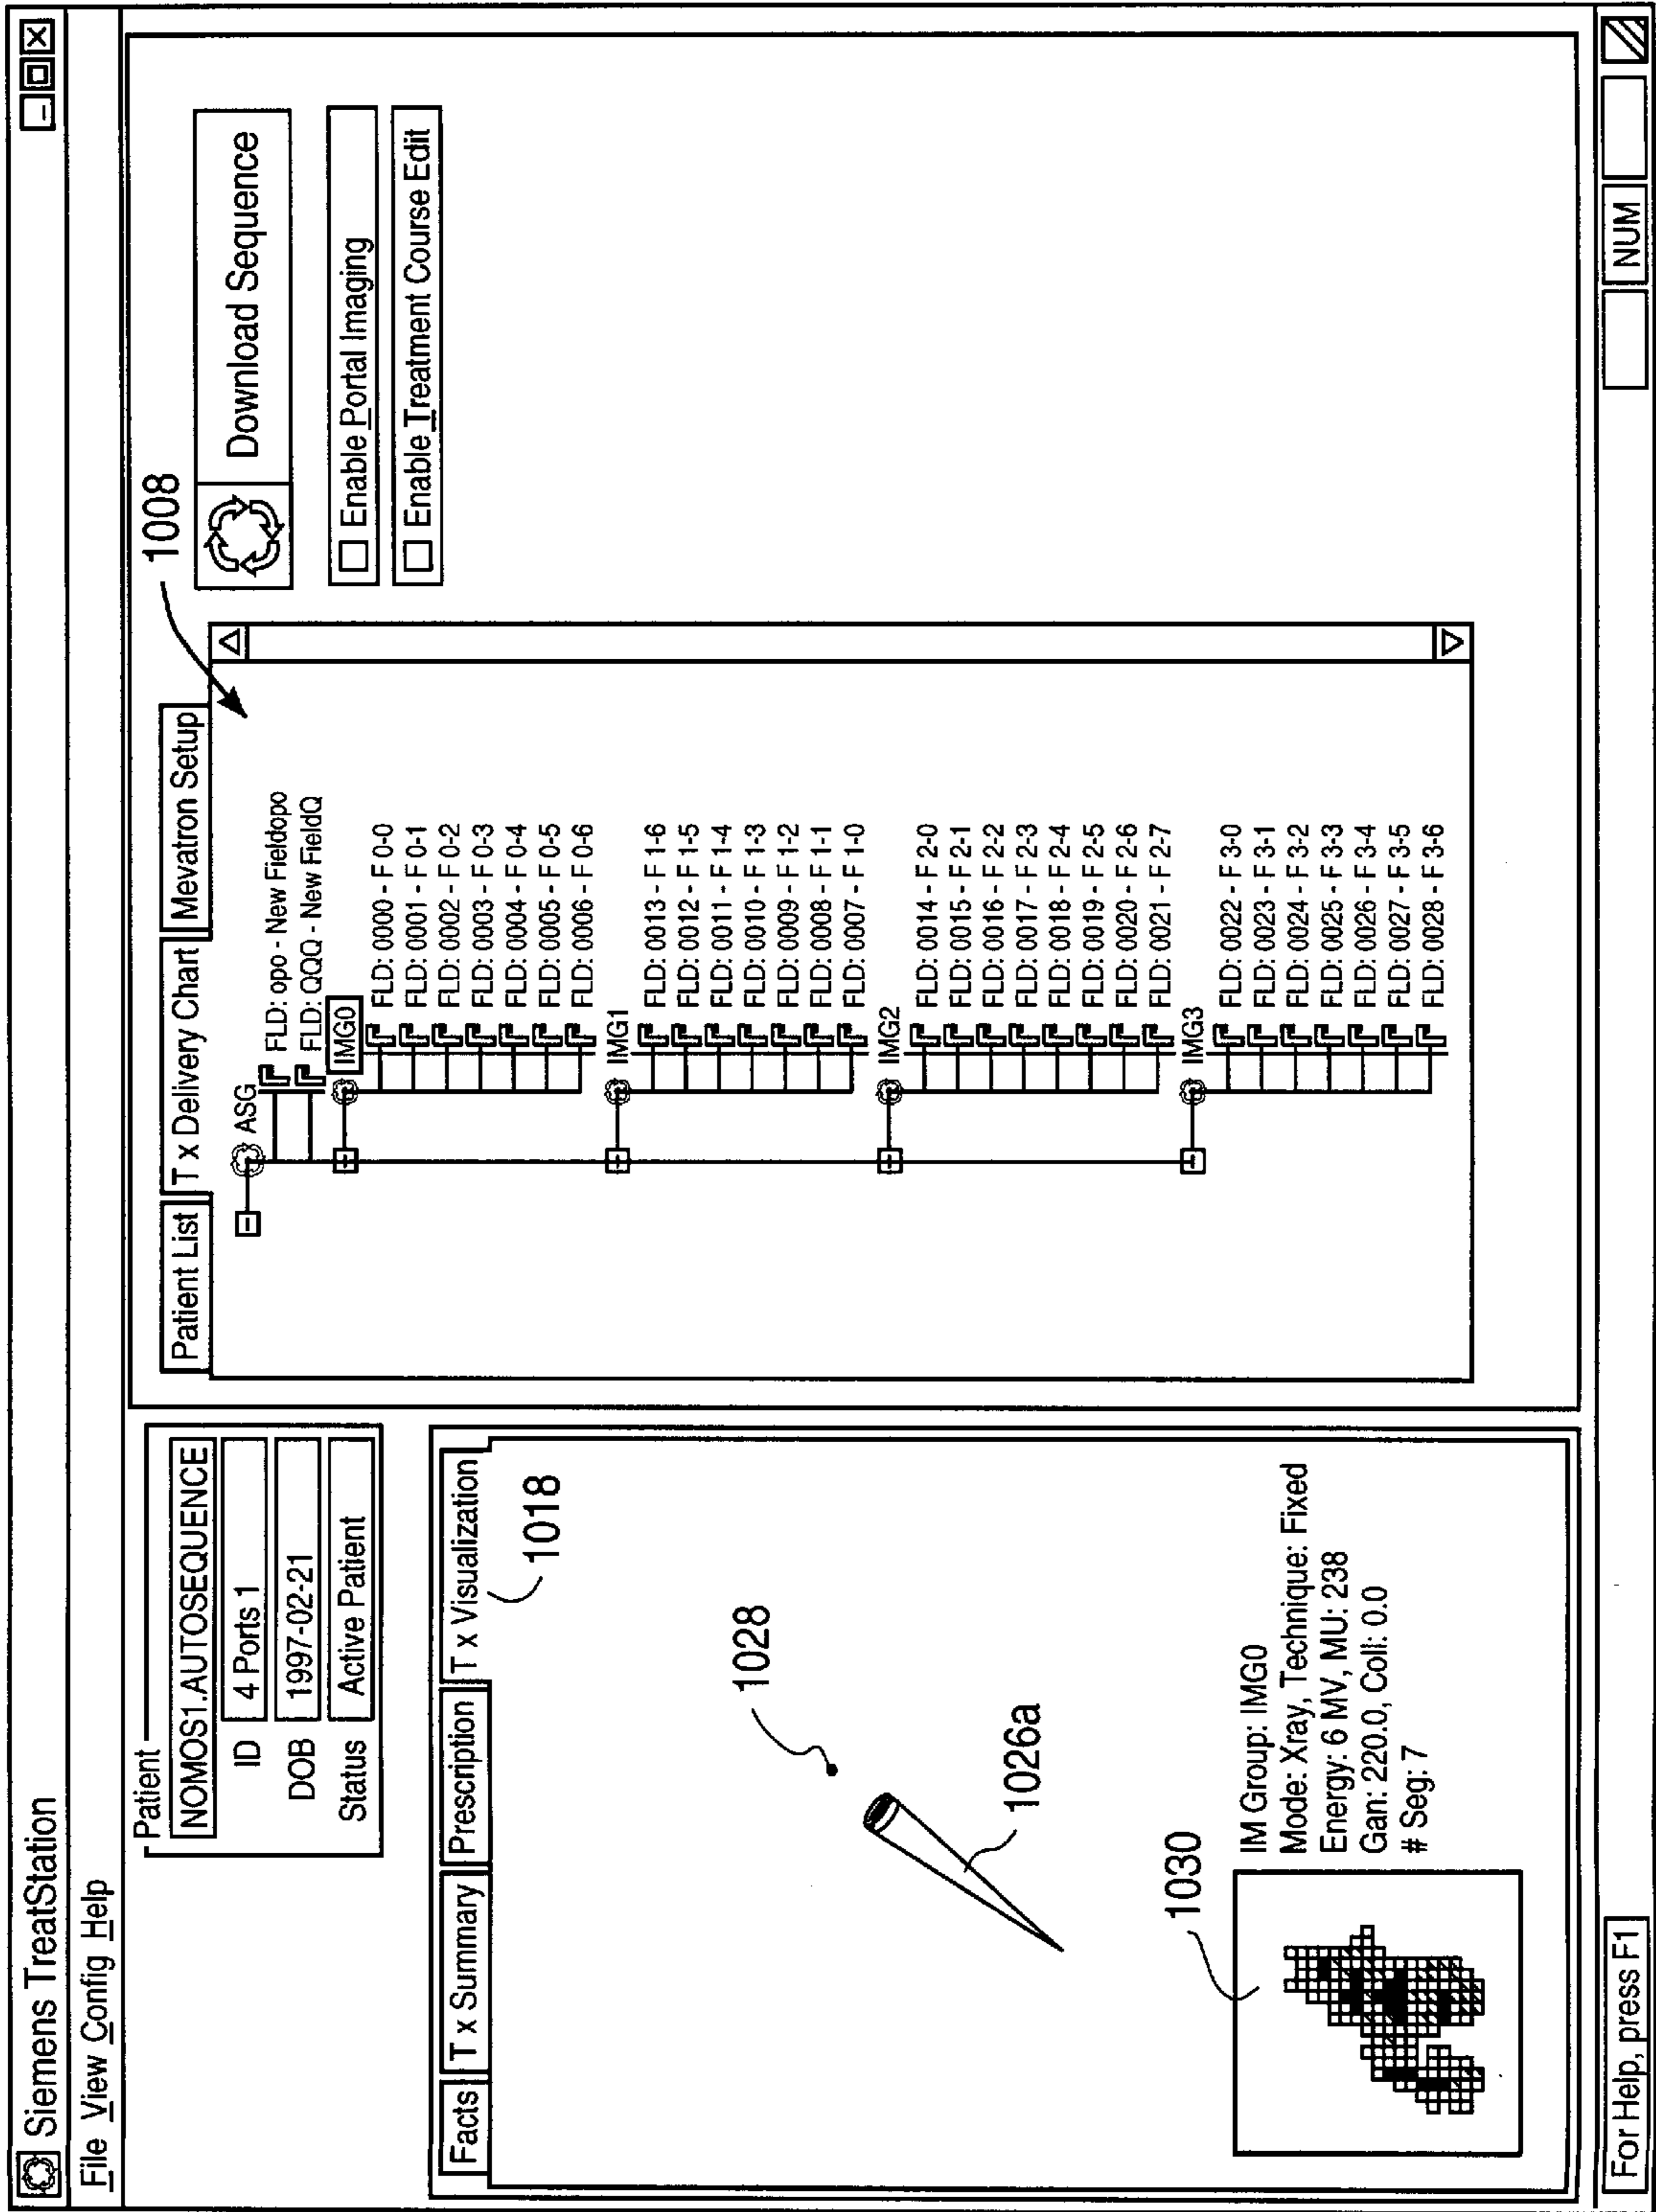 Siemens TreatStation
File View Config Help
Patient
NOMOS1.AUTOSEQUENCE
ID 4 Ports 1
DOB 1997-02-21
Status Active Patient
Facts T x Summary Prescription T x Visualization
1018
1028
1026a
1030
IM Group: IMG0
Mode: Xray, Technique: Fixed
Energy: 6 MV, MU: 238
Gan: 220.0, Coll: 0.0
# Seg: 7
Patient List T x Delivery Chart Mevatron Setup
1008
ASG
FLD: opo - New Fieldopo
FLD: QQQ - New FieldQ
IMG0
FLD: 0000 - F 0-0
FLD: 0001 - F 0-1
FLD: 0002 - F 0-2
FLD: 0003 - F 0-3
FLD: 0004 - F 0-4
FLD: 0005 - F 0-5
FLD: 0006 - F 0-6
IMG1
FLD: 0013 - F 1-6
FLD: 0012 - F 1-5
FLD: 0011 - F 1-4
FLD: 0010 - F 1-3
FLD: 0009 - F 1-2
FLD: 0008 - F 1-1
FLD: 0007 - F 1-0
IMG2
FLD: 0014 - F 2-0
FLD: 0015 - F 2-1
FLD: 0016 - F 2-2
FLD: 0017 - F 2-3
FLD: 0018 - F 2-4
FLD: 0019 - F 2-5
FLD: 0020 - F 2-6
FLD: 0021 - F 2-7
IMG3
FLD: 0022 - F 3-0
FLD: 0023 - F 3-1
FLD: 0024 - F 3-2
FLD: 0025 - F 3-3
FLD: 0026 - F 3-4
FLD: 0027 - F 3-5
FLD: 0028 - F 3-6
Download Sequence
Enable Portal Imaging
Enable Treatment Course Edit
For Help, press F1
NUM